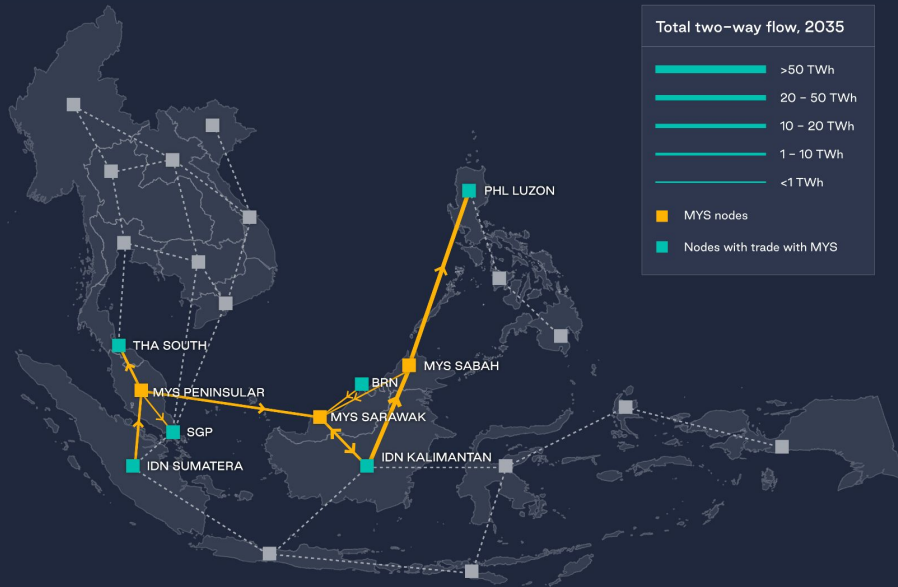 Total two-way flow, 2035
>50 TWh
20 – 50 TWh
10 – 20 TWh
1 – 10 TWh
<1 TWh
MYS nodes
Nodes with trade with MYS
PHL LUZON
THA SOUTH
MYS SABAH
BRN
MYS PENINSULAR
MYS SARAWAK
SGP
IDN KALIMANTAN
IDN SUMATERA